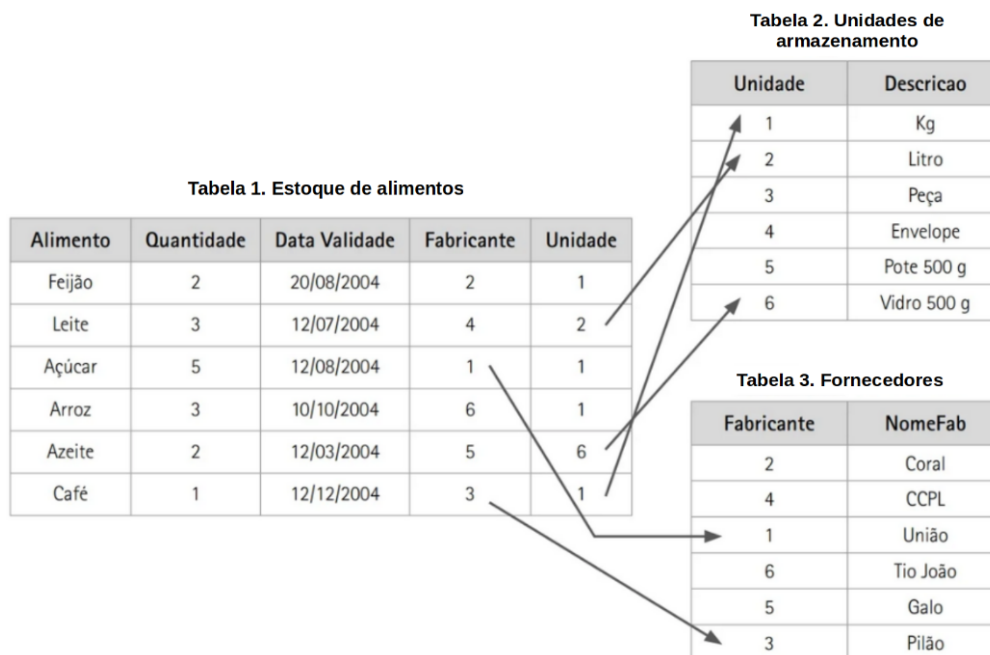 Tabela 2. Unidades de
armazenamento
Unidade Descricao
1 Kg
2 Litro
3 Peça
4 Envelope
5 Pote 500 g
6 Vidro 500 g
Tabela 1. Estoque de alimentos
Alimento Quantidade Data Validade Fabricante Unidade
Feijão 2 20/08/2004 2 1
Leite 3 12/07/2004 4 2
Açúcar 5 12/08/2004 1 1
Arroz 3 10/10/2004 6 1
Azeite 2 12/03/2004 5 6
Café 1 12/12/2004 3 1
Tabela 3. Fornecedores
Fabricante NomeFab
2 Coral
4 CCPL
1 União
6 Tio João
5 Galo
3 Pilão